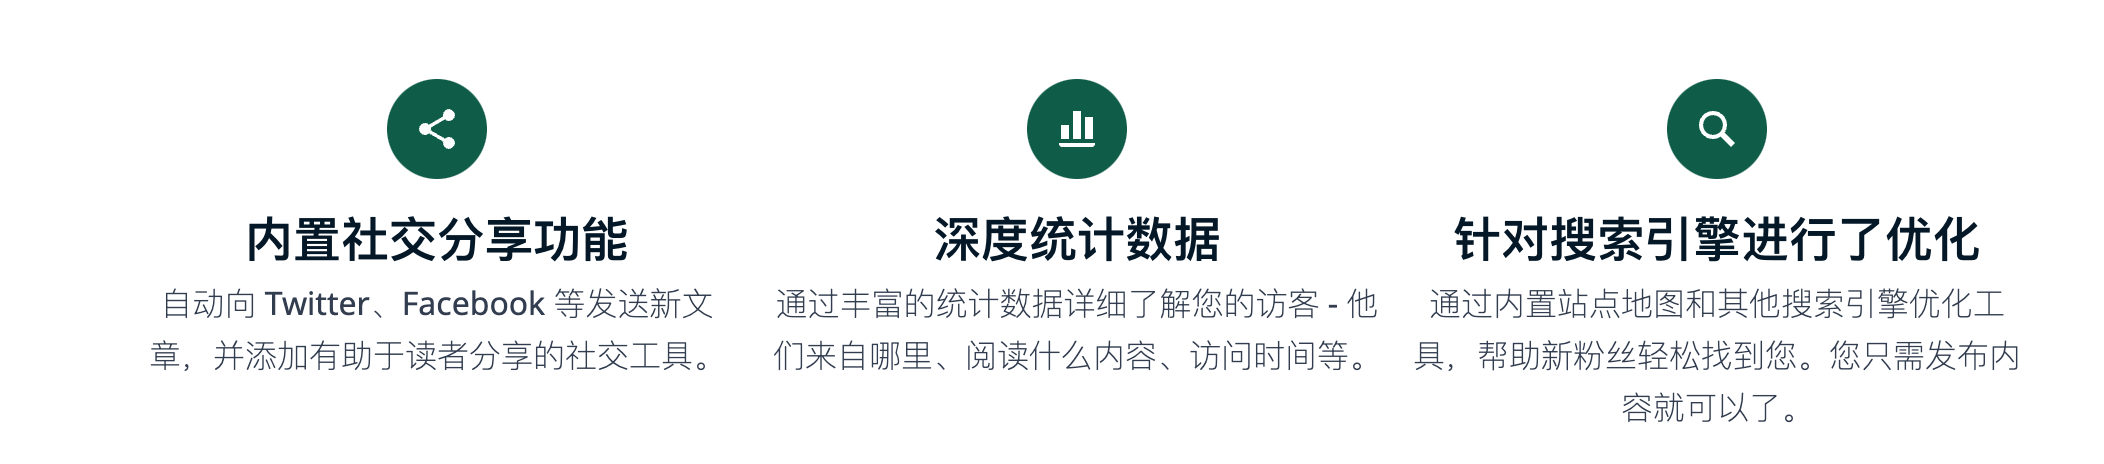 内置社交分享功能
自动向 Twitter、Facebook 等发送新文
章，并添加有助于读者分享的社交工具。
深度统计数据
通过丰富的统计数据详细了解您的访客 - 他
们来自哪里、阅读什么内容、访问时间等。
针对搜索引擎进行了优化
通过内置站点地图和其他搜索引擎优化工
具，帮助新粉丝轻松找到您。您只需发布内
容就可以了。